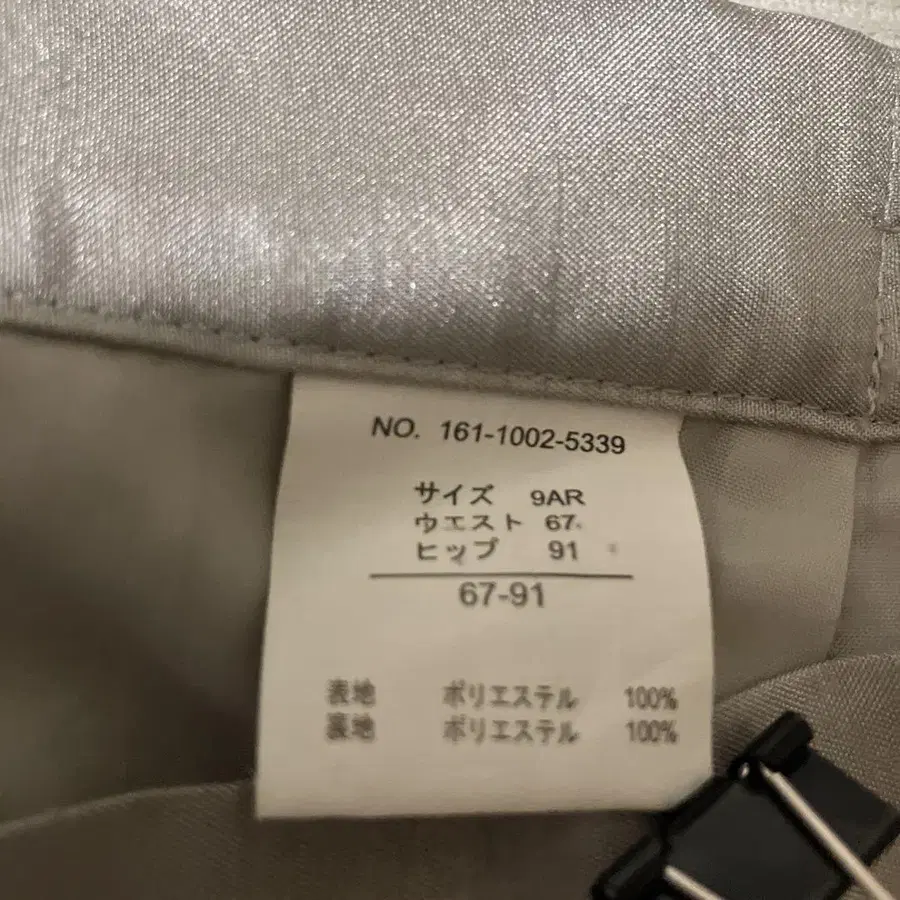 NO. 161-1002-5339
サイズ 9AR
ウエスト 67
ヒップ 91
67-91
表地 ポリエステル 100%
裏地 ポリエステル 100%